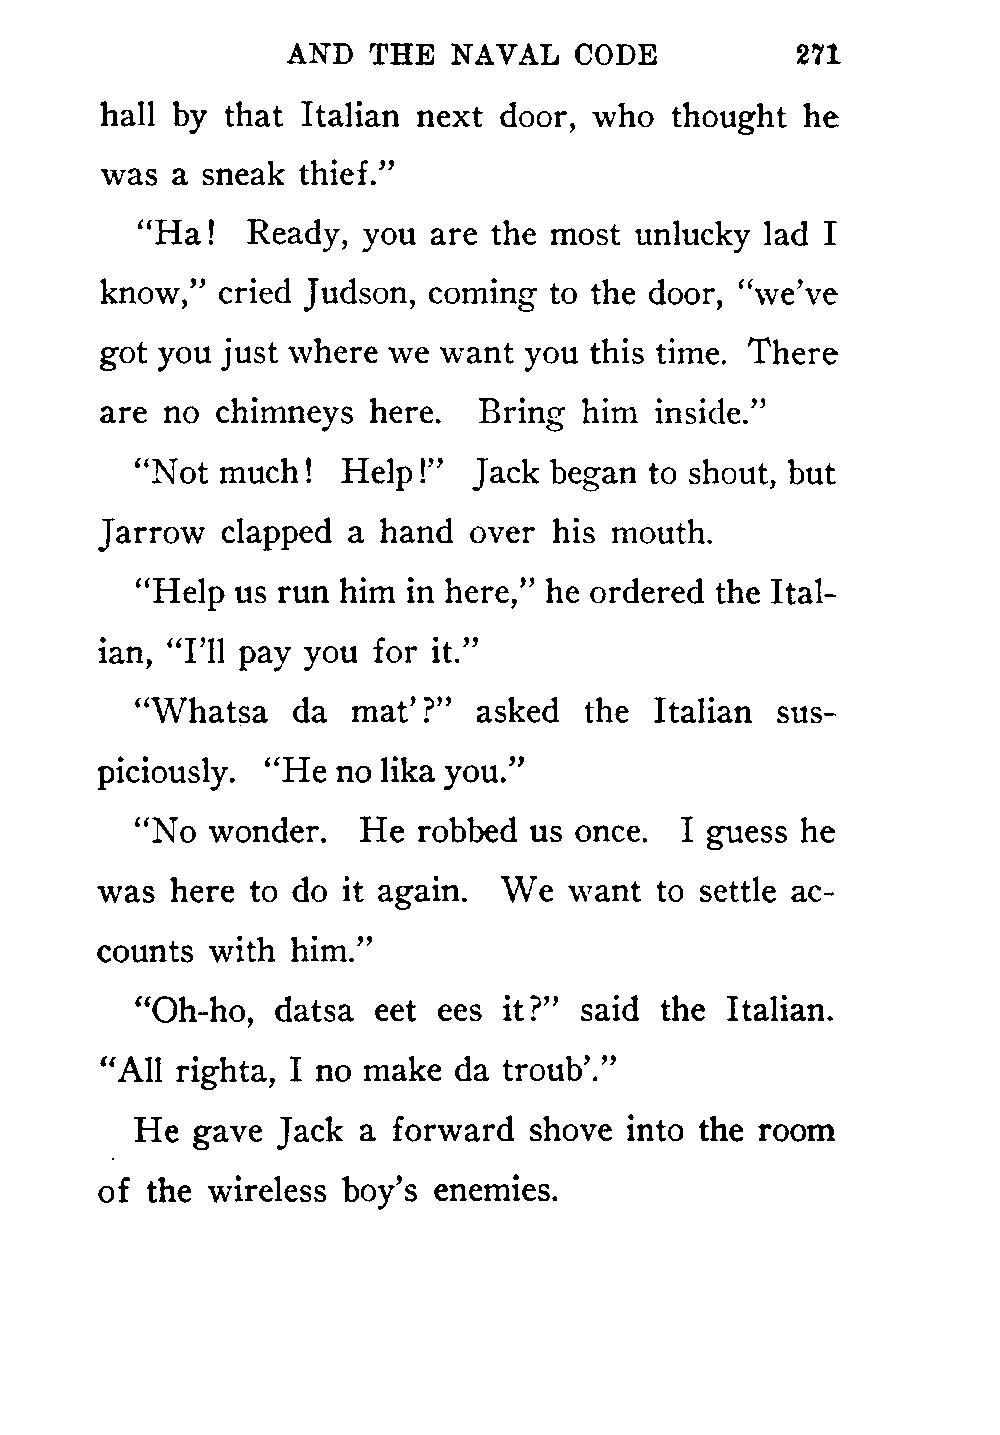 AND THE NAVAL CODE 271
hall by that Italian next door, who thought he
was a sneak thief.”
“Ha! Ready, you are the most unlucky lad I
know,” cried Judson, coming to the door, “we’ve
got you just where we want you this time. There
are no chimneys here. Bring him inside.”
“Not much! Help!” Jack began to shout, but
Jarrow clapped a hand over his mouth.
“Help us run him in here,” he ordered the Ital-
ian, “I’ll pay you for it.”
“Whatsa da mat’?” asked the Italian sus-
piciously. “He no lika you.”
“No wonder. He robbed us once. I guess he
was here to do it again. We want to settle ac-
counts with him.”
“Oh-ho, datsa eet ees it?” said the Italian.
“All righta, I no make da troub’.”
He gave Jack a forward shove into the room
of the wireless boy’s enemies.